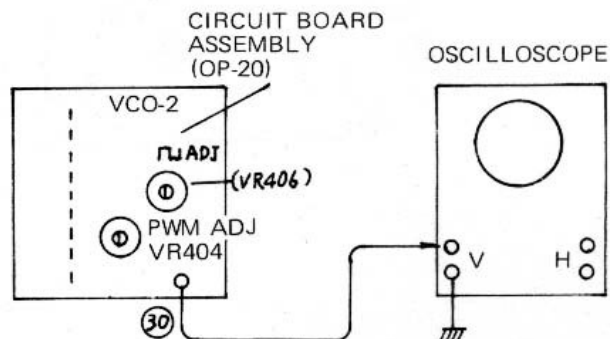 CIRCUIT BOARD
ASSEMBLY
(OP-20)
OSCILLOSCOPE
VCO-2
ADJ
(VR406)
PWM ADJ
VR404
V
H
30